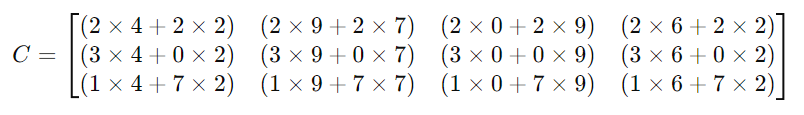 (2 × 4 + 2 × 2) (2 × 9 + 2 × 7) (2 × 0 + 2 × 9) (2 × 6 + 2 × 2)
C = (3 × 4 + 0 × 2) (3 × 9 + 0 × 7) (3 × 0 + 0 × 9) (3 × 6 + 0 × 2)
(1 × 4 + 7 × 2) (1 × 9 + 7 × 7) (1 × 0 + 7 × 9) (1 × 6 + 7 × 2)